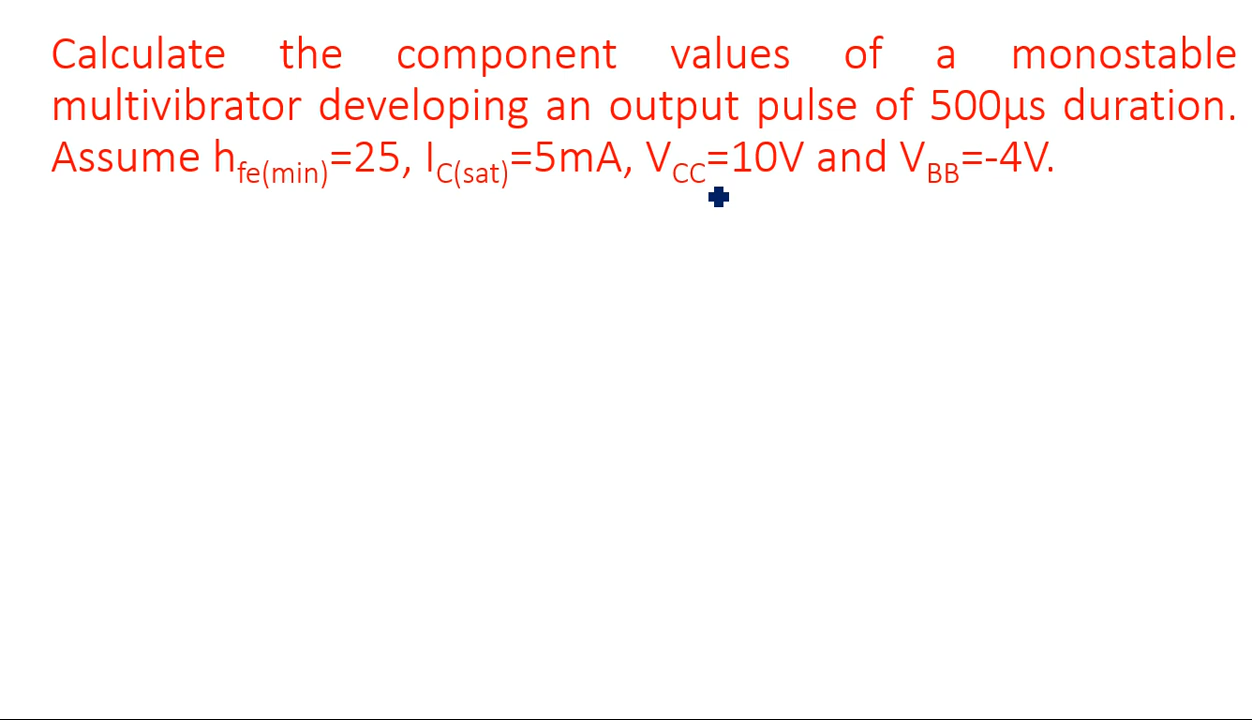 Calculate the component values of a monostable
multivibrator developing an output pulse of 500µs duration.
Assume hfe(min)=25, IC(sat)=5mA, VCC=10V and VBB=-4V.